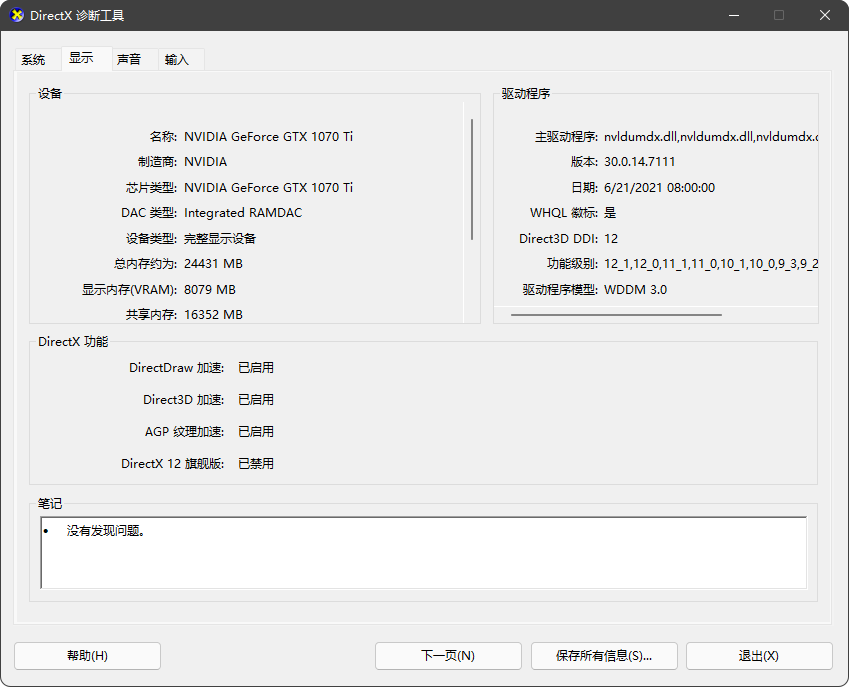 DirectX 诊断工具
系统 显示 声音 输入
设备
名称: NVIDIA GeForce GTX 1070 Ti
制造商: NVIDIA
芯片类型: NVIDIA GeForce GTX 1070 Ti
DAC 类型: Integrated RAMDAC
设备类型: 完整显示设备
总内存约为: 24431 MB
显示内存(VRAM): 8079 MB
共享内存: 16352 MB
驱动程序
主驱动程序: nvldumdx.dll,nvldumdx.dll,nvldumdx.
版本: 30.0.14.7111
日期: 6/21/2021 08:00:00
WHQL 徽标: 是
Direct3D DDI: 12
功能级别: 12_1,12_0,11_1,11_0,10_1,10_0,9_3,9_2
驱动程序模型: WDDM 3.0
DirectX 功能
DirectDraw 加速: 已启用
Direct3D 加速: 已启用
AGP 纹理加速: 已启用
DirectX 12 旗舰版: 已禁用
笔记
• 没有发现问题。
帮助(H) 下一页(N) 保存所有信息(S)... 退出(X)